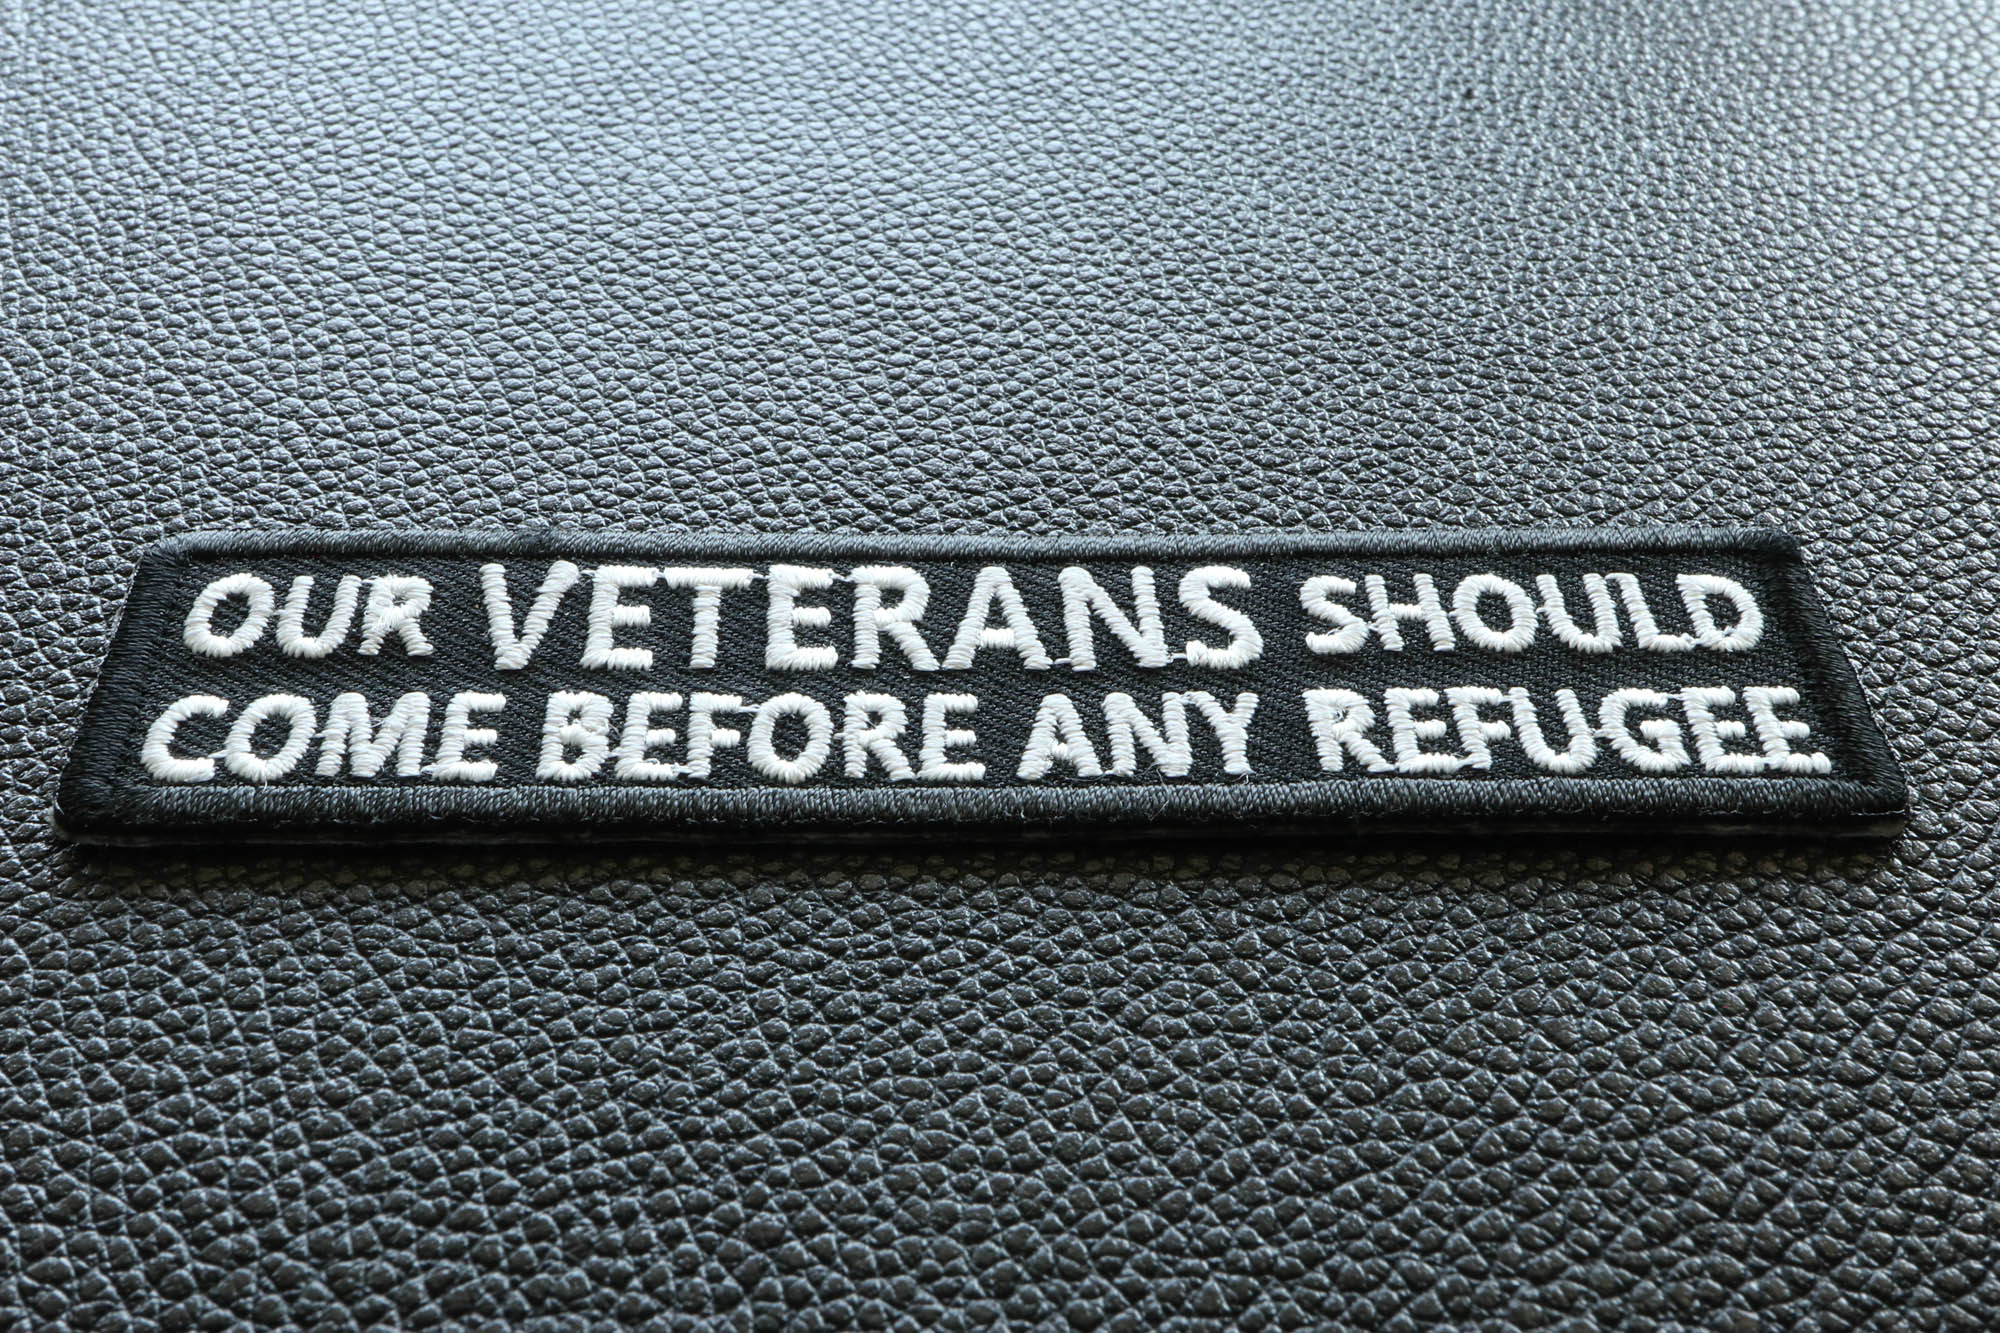 OUR VETERANS SHOULD
COME BEFORE ANY REFUGEE